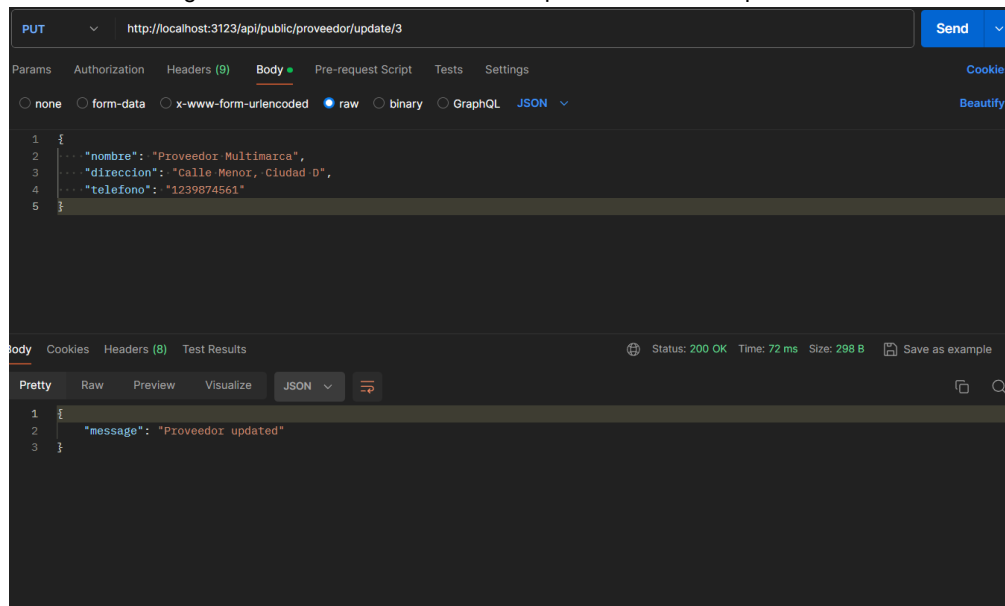 PUT http://localhost:3123/api/public/proveedor/update/3 Send
Params Authorization Headers (9) Body Pre-request Script Tests Settings Cookie
none form-data x-www-form-urlencoded raw binary GraphQL JSON Beautify
1 {
2 ····"nombre":·"Proveedor·Multimarca",
3 ····"direccion":·"Calle·Menor,·Ciudad·D",
4 ····"telefono":·"1239874561"
5 }
Body Cookies Headers (8) Test Results Status: 200 OK Time: 72 ms Size: 298 B Save as example
Pretty Raw Preview Visualize JSON
1 {
2 "message": "Proveedor updated"
3 }